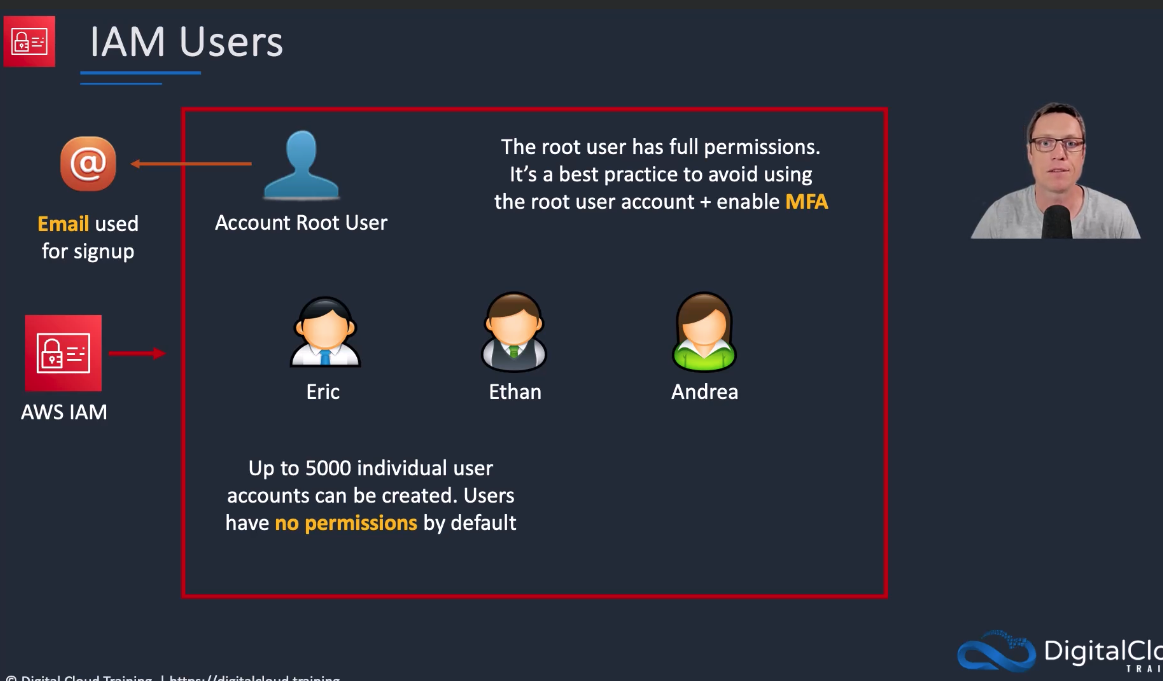 IAM Users
@
Email used
for signup
Account Root User
The root user has full permissions.
It's a best practice to avoid using
the root user account + enable MFA
AWS IAM
Eric
Ethan
Andrea
Up to 5000 individual user
accounts can be created. Users
have no permissions by default
DigitalClo
TRAI
© Digital Cloud Training | https://digitalcloud.training